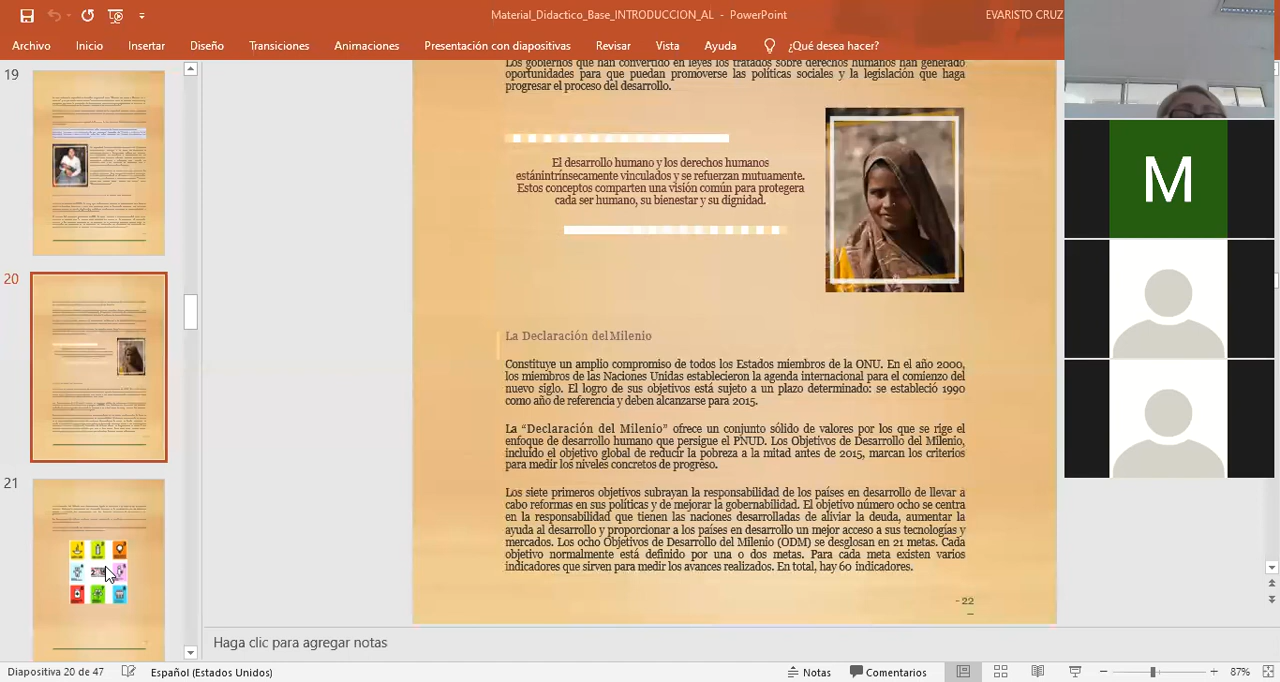 Material_Didactico_Base_INTRODUCCION_AL - PowerPoint
EVARISTO CRUZ
Archivo Inicio Insertar Diseño Transiciones Animaciones Presentación con diapositivas Revisar Vista Ayuda ¿Qué desea hacer?
19
20
21
Los gobiernos que han convertido en leyes los tratados sobre derechos humanos han generado
oportunidades para que puedan promoverse las políticas sociales y la legislación que haga
progresar el proceso del desarrollo.
El desarrollo humano y los derechos humanos
estánintrínsecamente vinculados y se refuerzan mutuamente.
Estos conceptos comparten una visión común para protegera
cada ser humano, su bienestar y su dignidad.
La Declaración delMilenio
Constituye un amplio compromiso de todos los Estados miembros de la ONU. En el año 2000,
los miembros de las Naciones Unidas establecieron la agenda internacional para el comienzo del
nuevo siglo. El logro de sus objetivos está sujeto a un plazo determinado: se estableció 1990
como año de referencia y deben alcanzarse para 2015.
La “Declaración del Milenio” ofrece un conjunto sólido de valores por los que se rige el
enfoque de desarrollo humano que persigue el PNUD. Los Objetivos de Desarrollo del Milenio,
incluido el objetivo global de reducir la pobreza a la mitad antes de 2015, marcan los criterios
para medir los niveles concretos de progreso.
Los siete primeros objetivos subrayan la responsabilidad de los países en desarrollo de llevar a
cabo reformas en sus políticas y de mejorar la gobernabilidad. El objetivo número ocho se centra
en la responsabilidad que tienen las naciones desarrolladas de aliviar la deuda, aumentar la
ayuda al desarrollo y proporcionar a los países en desarrollo un mejor acceso a sus tecnologías y
mercados. Los ocho Objetivos de Desarrollo del Milenio (ODM) se desglosan en 21 metas. Cada
objetivo normalmente está definido por una o dos metas. Para cada meta existen varios
indicadores que sirven para medir los avances realizados. En total, hay 60 indicadores.
- 22
–
M
Haga clic para agregar notas
Diapositiva 20 de 47 Español (Estados Unidos) Notas Comentarios 87%